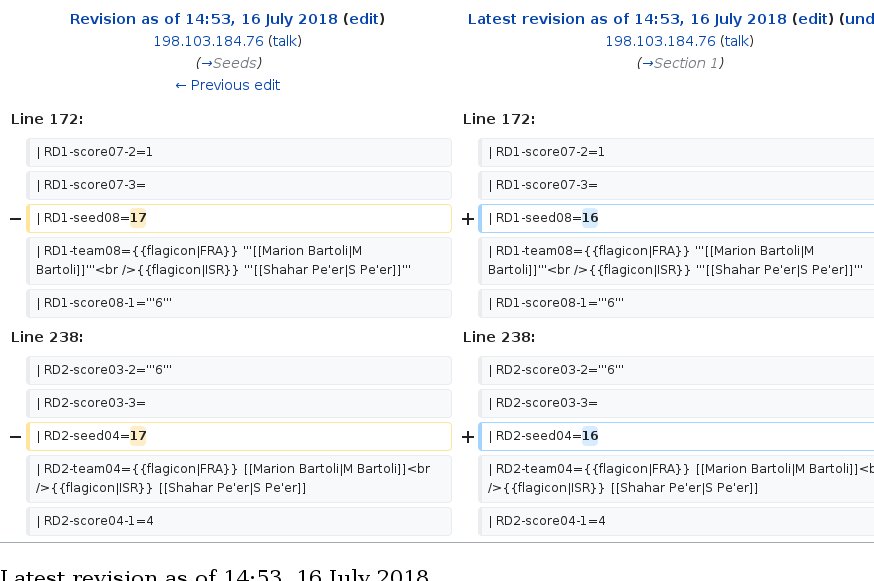 Revision as of 14:53, 16 July 2018 (edit)
198.103.184.76 (talk)
(→Seeds)
← Previous edit
Latest revision as of 14:53, 16 July 2018 (edit) (und
198.103.184.76 (talk)
(→Section 1)
Line 172:
Line 172:
| RD1-score07-2=1
| RD1-score07-2=1
| RD1-score07-3=
| RD1-score07-3=
− | RD1-seed08=17
+ | RD1-seed08=16
| RD1-team08={{flagicon|FRA}} '''[[Marion Bartoli|M
Bartoli]]'''<br />{{flagicon|ISR}} '''[[Shahar Pe'er|S Pe'er]]'''
| RD1-team08={{flagicon|FRA}} '''[[Marion Bartoli|M
Bartoli]]'''<br />{{flagicon|ISR}} '''[[Shahar Pe'er|S Pe'er]]'''
| RD1-score08-1='''6'''
| RD1-score08-1='''6'''
Line 238:
Line 238:
| RD2-score03-2='''6'''
| RD2-score03-2='''6'''
| RD2-score03-3=
| RD2-score03-3=
− | RD2-seed04=17
+ | RD2-seed04=16
| RD2-team04={{flagicon|FRA}} [[Marion Bartoli|M Bartoli]]<br
/>{{flagicon|ISR}} [[Shahar Pe'er|S Pe'er]]
| RD2-team04={{flagicon|FRA}} [[Marion Bartoli|M Bartoli]]<b
/>{{flagicon|ISR}} [[Shahar Pe'er|S Pe'er]]
| RD2-score04-1=4
| RD2-score04-1=4
Latest revision as of 14:53, 16 July 2018